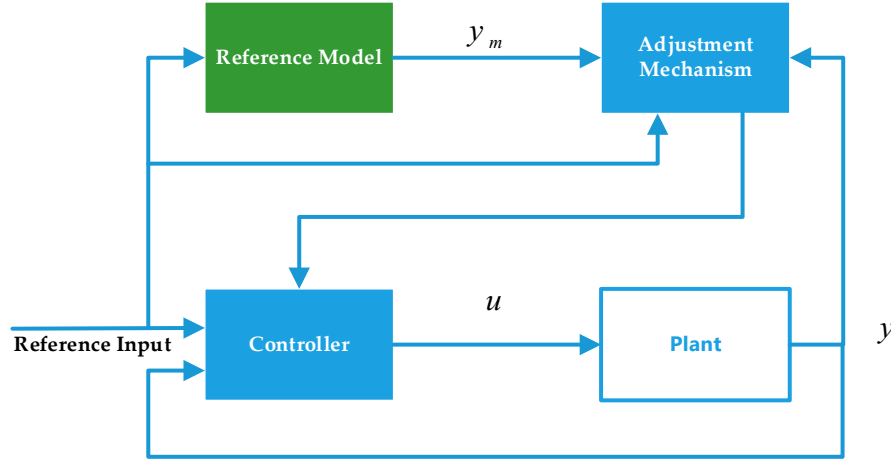 y m
Reference Model
Adjustment
Mechanism
u
Reference Input
Controller
Plant
y